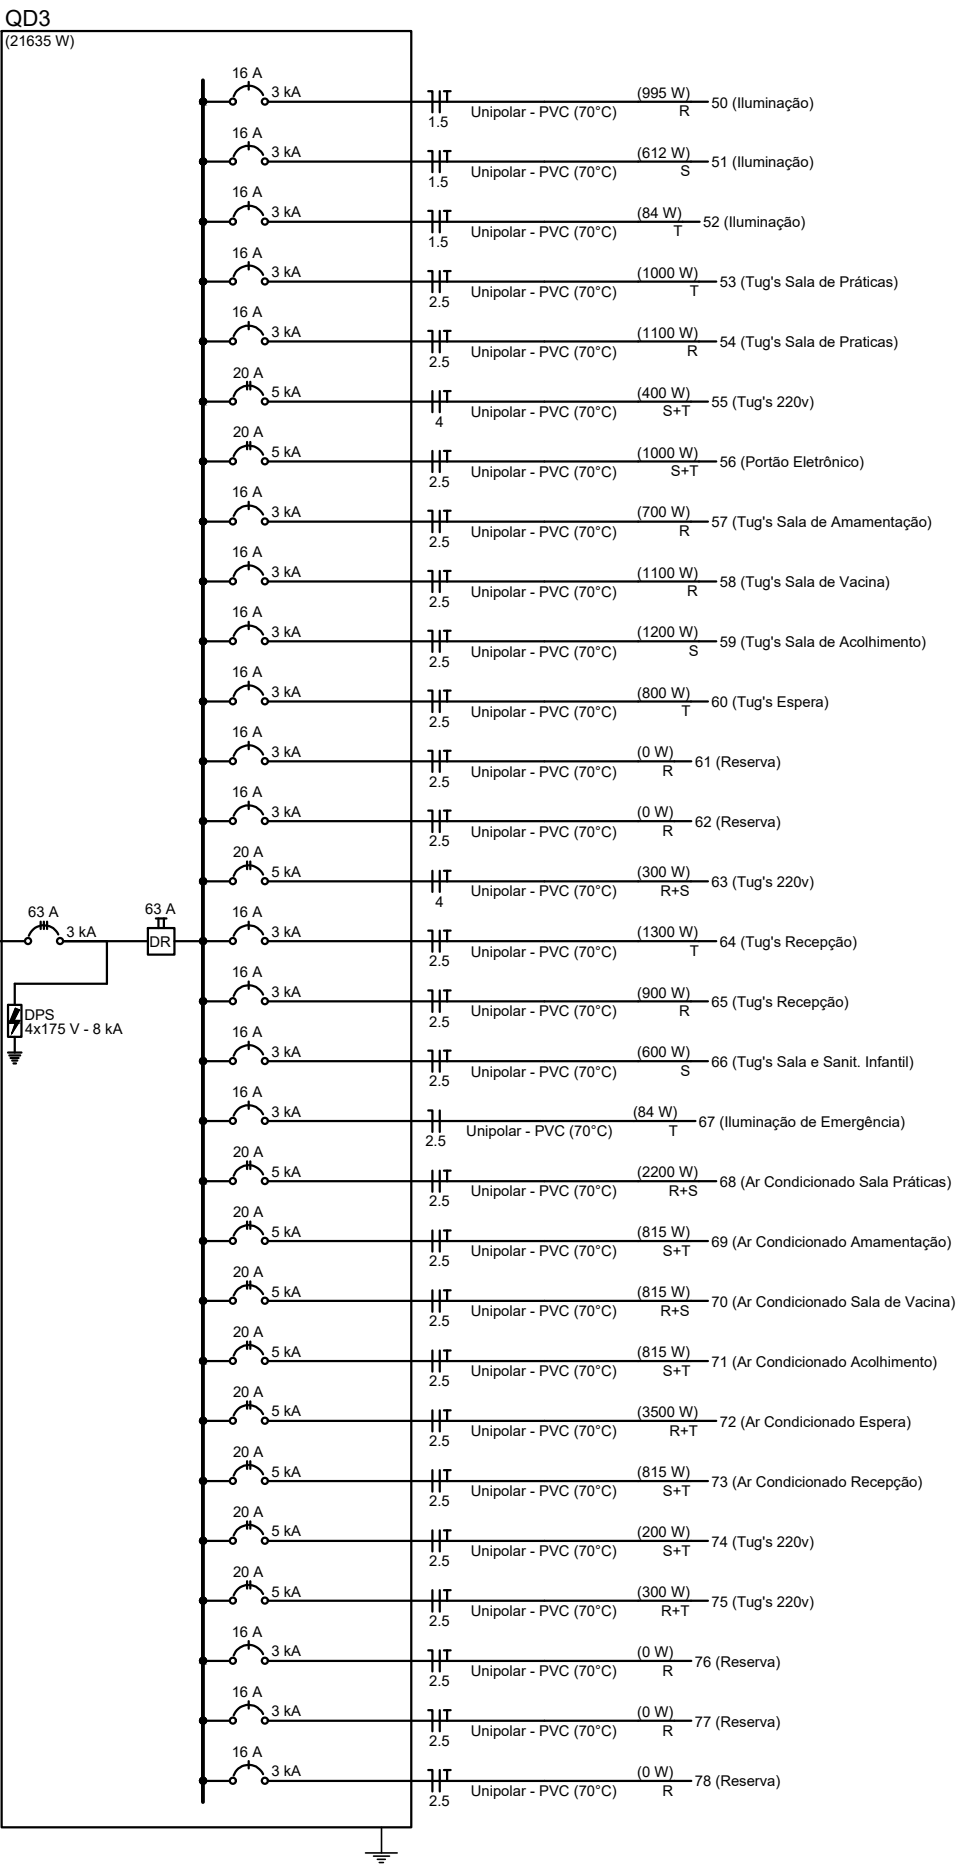 QD3
(21635 W)
16 A
3 kA
1.5
Unipolar - PVC (70°C)
(995 W)
R
50 (Iluminação)
16 A
3 kA
1.5
Unipolar - PVC (70°C)
(612 W)
S
51 (Iluminação)
16 A
3 kA
1.5
Unipolar - PVC (70°C)
(84 W)
T
52 (Iluminação)
16 A
3 kA
2.5
Unipolar - PVC (70°C)
(1000 W)
T
53 (Tug's Sala de Práticas)
16 A
3 kA
2.5
Unipolar - PVC (70°C)
(1100 W)
R
54 (Tug's Sala de Praticas)
20 A
5 kA
4
Unipolar - PVC (70°C)
(400 W)
S+T
55 (Tug's 220v)
20 A
5 kA
2.5
Unipolar - PVC (70°C)
(1000 W)
S+T
56 (Portão Eletrônico)
16 A
3 kA
2.5
Unipolar - PVC (70°C)
(700 W)
R
57 (Tug's Sala de Amamentação)
16 A
3 kA
2.5
Unipolar - PVC (70°C)
(1100 W)
R
58 (Tug's Sala de Vacina)
16 A
3 kA
2.5
Unipolar - PVC (70°C)
(1200 W)
S
59 (Tug's Sala de Acolhimento)
16 A
3 kA
2.5
Unipolar - PVC (70°C)
(800 W)
T
60 (Tug's Espera)
16 A
3 kA
2.5
Unipolar - PVC (70°C)
(0 W)
R
61 (Reserva)
16 A
3 kA
2.5
Unipolar - PVC (70°C)
(0 W)
R
62 (Reserva)
20 A
5 kA
4
Unipolar - PVC (70°C)
(300 W)
R+S
63 (Tug's 220v)
63 A
3 kA
63 A
DR
DPS
4x175 V - 8 kA
16 A
3 kA
2.5
Unipolar - PVC (70°C)
(1300 W)
T
64 (Tug's Recepção)
16 A
3 kA
2.5
Unipolar - PVC (70°C)
(900 W)
R
65 (Tug's Recepção)
16 A
3 kA
2.5
Unipolar - PVC (70°C)
(600 W)
S
66 (Tug's Sala e Sanit. Infantil)
16 A
3 kA
2.5
Unipolar - PVC (70°C)
(84 W)
T
67 (Iluminação de Emergência)
20 A
5 kA
2.5
Unipolar - PVC (70°C)
(2200 W)
R+S
68 (Ar Condicionado Sala Práticas)
20 A
5 kA
2.5
Unipolar - PVC (70°C)
(815 W)
S+T
69 (Ar Condicionado Amamentação)
20 A
5 kA
2.5
Unipolar - PVC (70°C)
(815 W)
R+S
70 (Ar Condicionado Sala de Vacina)
20 A
5 kA
2.5
Unipolar - PVC (70°C)
(815 W)
S+T
71 (Ar Condicionado Acolhimento)
20 A
5 kA
2.5
Unipolar - PVC (70°C)
(3500 W)
R+T
72 (Ar Condicionado Espera)
20 A
5 kA
2.5
Unipolar - PVC (70°C)
(815 W)
S+T
73 (Ar Condicionado Recepção)
20 A
5 kA
2.5
Unipolar - PVC (70°C)
(200 W)
S+T
74 (Tug's 220v)
20 A
5 kA
2.5
Unipolar - PVC (70°C)
(300 W)
R+T
75 (Tug's 220v)
16 A
3 kA
2.5
Unipolar - PVC (70°C)
(0 W)
R
76 (Reserva)
16 A
3 kA
2.5
Unipolar - PVC (70°C)
(0 W)
R
77 (Reserva)
16 A
3 kA
2.5
Unipolar - PVC (70°C)
(0 W)
R
78 (Reserva)